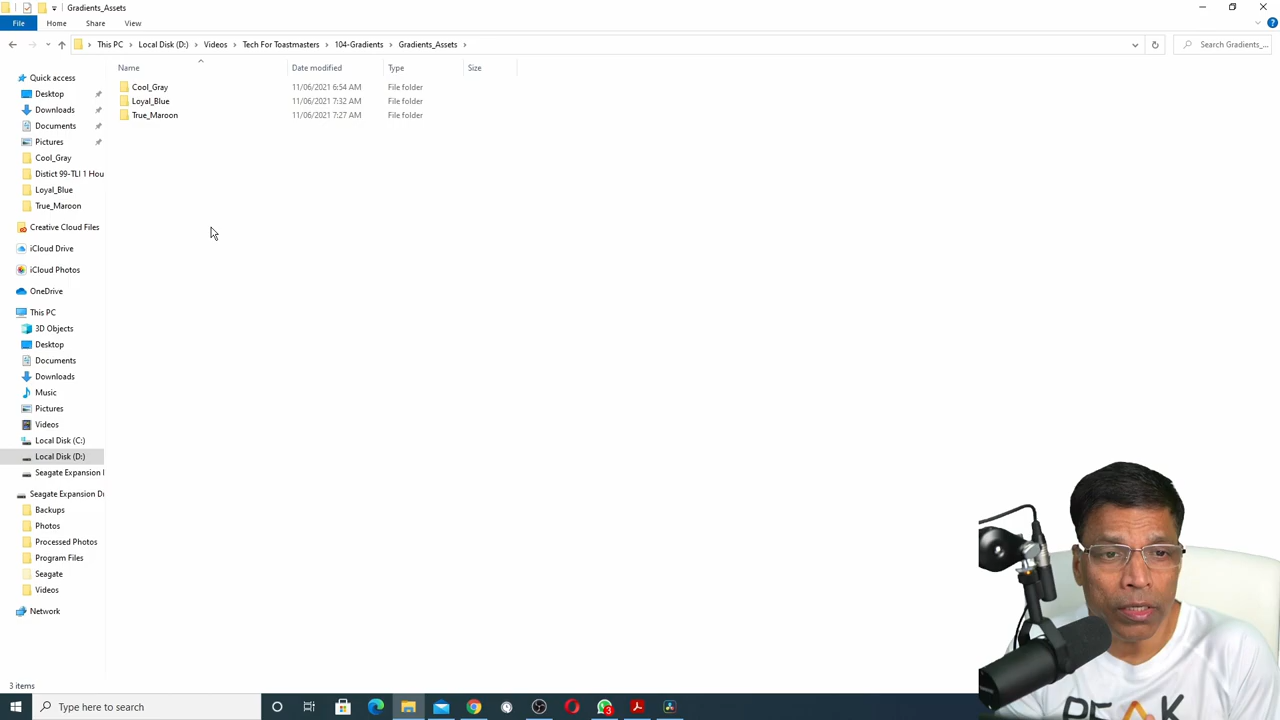 Gradients_Assets
File Home Share View
This PC Local Disk (D:) Videos Tech For Toastmasters 104-Gradients Gradients_Assets
Search Gradients_...
Name Date modified Type Size
Cool_Gray 11/06/2021 6:54 AM File folder
Loyal_Blue 11/06/2021 7:32 AM File folder
True_Maroon 11/06/2021 7:27 AM File folder
Quick access
Desktop
Downloads
Documents
Pictures
Cool_Gray
Distict 99-TLI 1 Hou
Loyal_Blue
True_Maroon
Creative Cloud Files
iCloud Drive
iCloud Photos
OneDrive
This PC
3D Objects
Desktop
Documents
Downloads
Music
Pictures
Videos
Local Disk (C:)
Local Disk (D:)
Seagate Expansion
Seagate Expansion Dr
Backups
Photos
Processed Photos
Program Files
Seagate
Videos
Network
3 items
Type here to search
3
PEAK